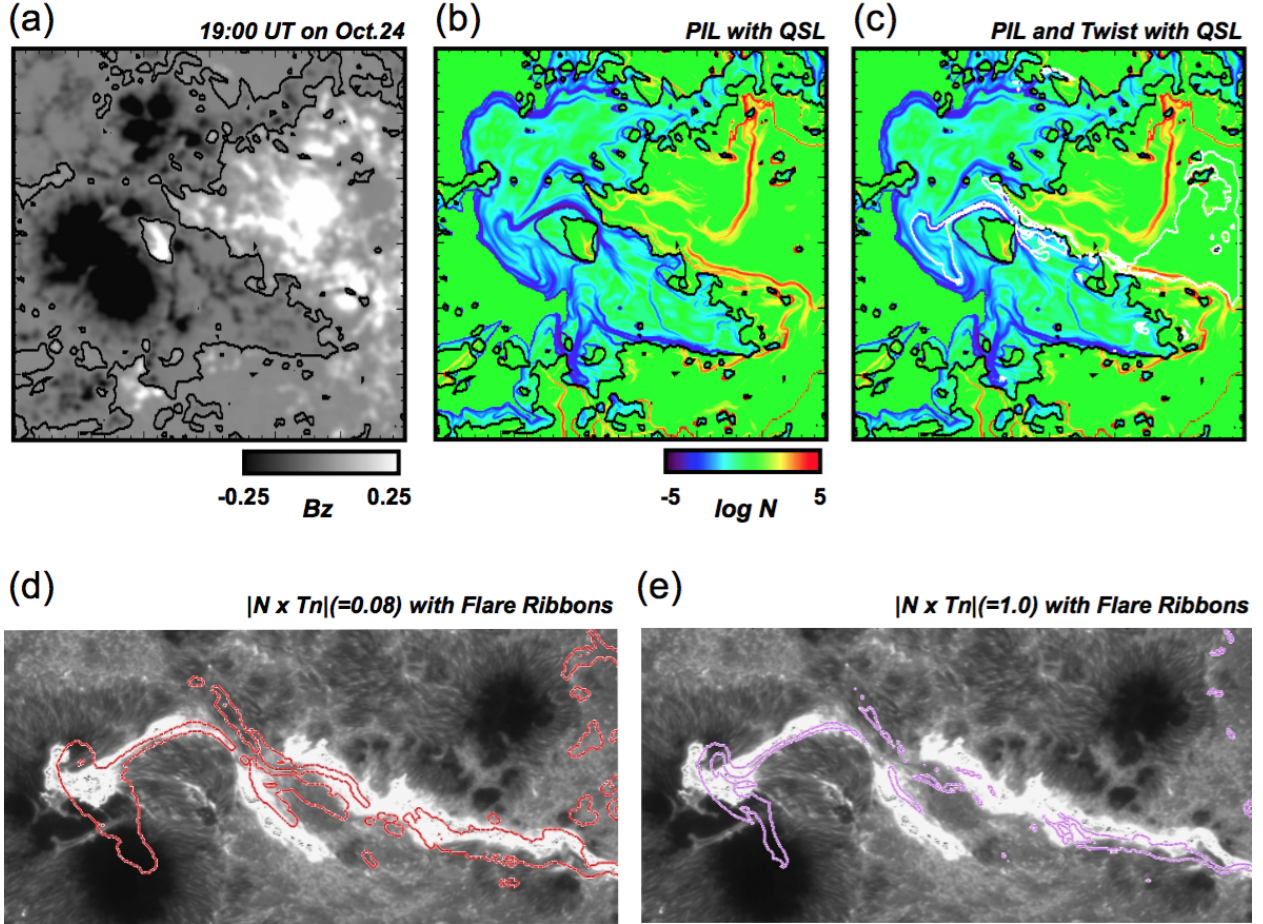 (a)
19:00 UT on Oct.24
(b)
PIL with QSL
(c)
PIL and Twist with QSL
-0.25 0.25
Bz
-5 5
log N
(d)
|N x Tn|(=0.08) with Flare Ribbons
(e)
|N x Tn|(=1.0) with Flare Ribbons